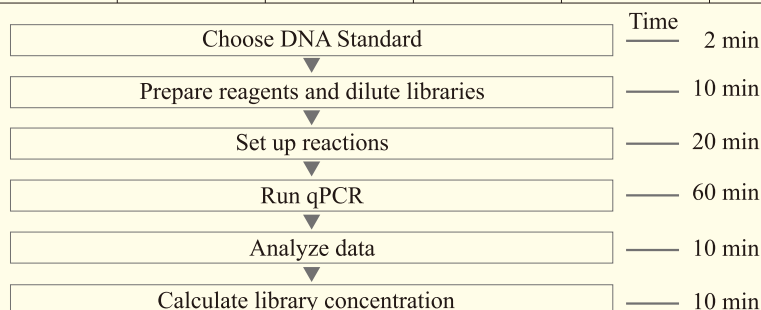 Time
Choose DNA Standard 2 min
Prepare reagents and dilute libraries 10 min
Set up reactions 20 min
Run qPCR 60 min
Analyze data 10 min
Calculate library concentration 10 min